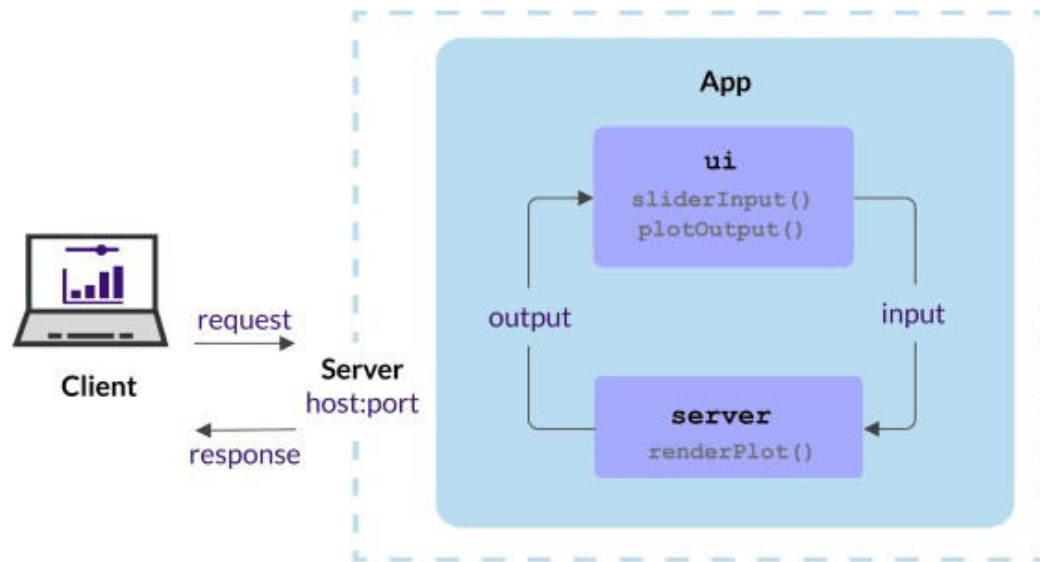 App
ui
sliderInput()
plotOutput()
output
input
server
renderPlot()
request
Server
host:port
Client
response